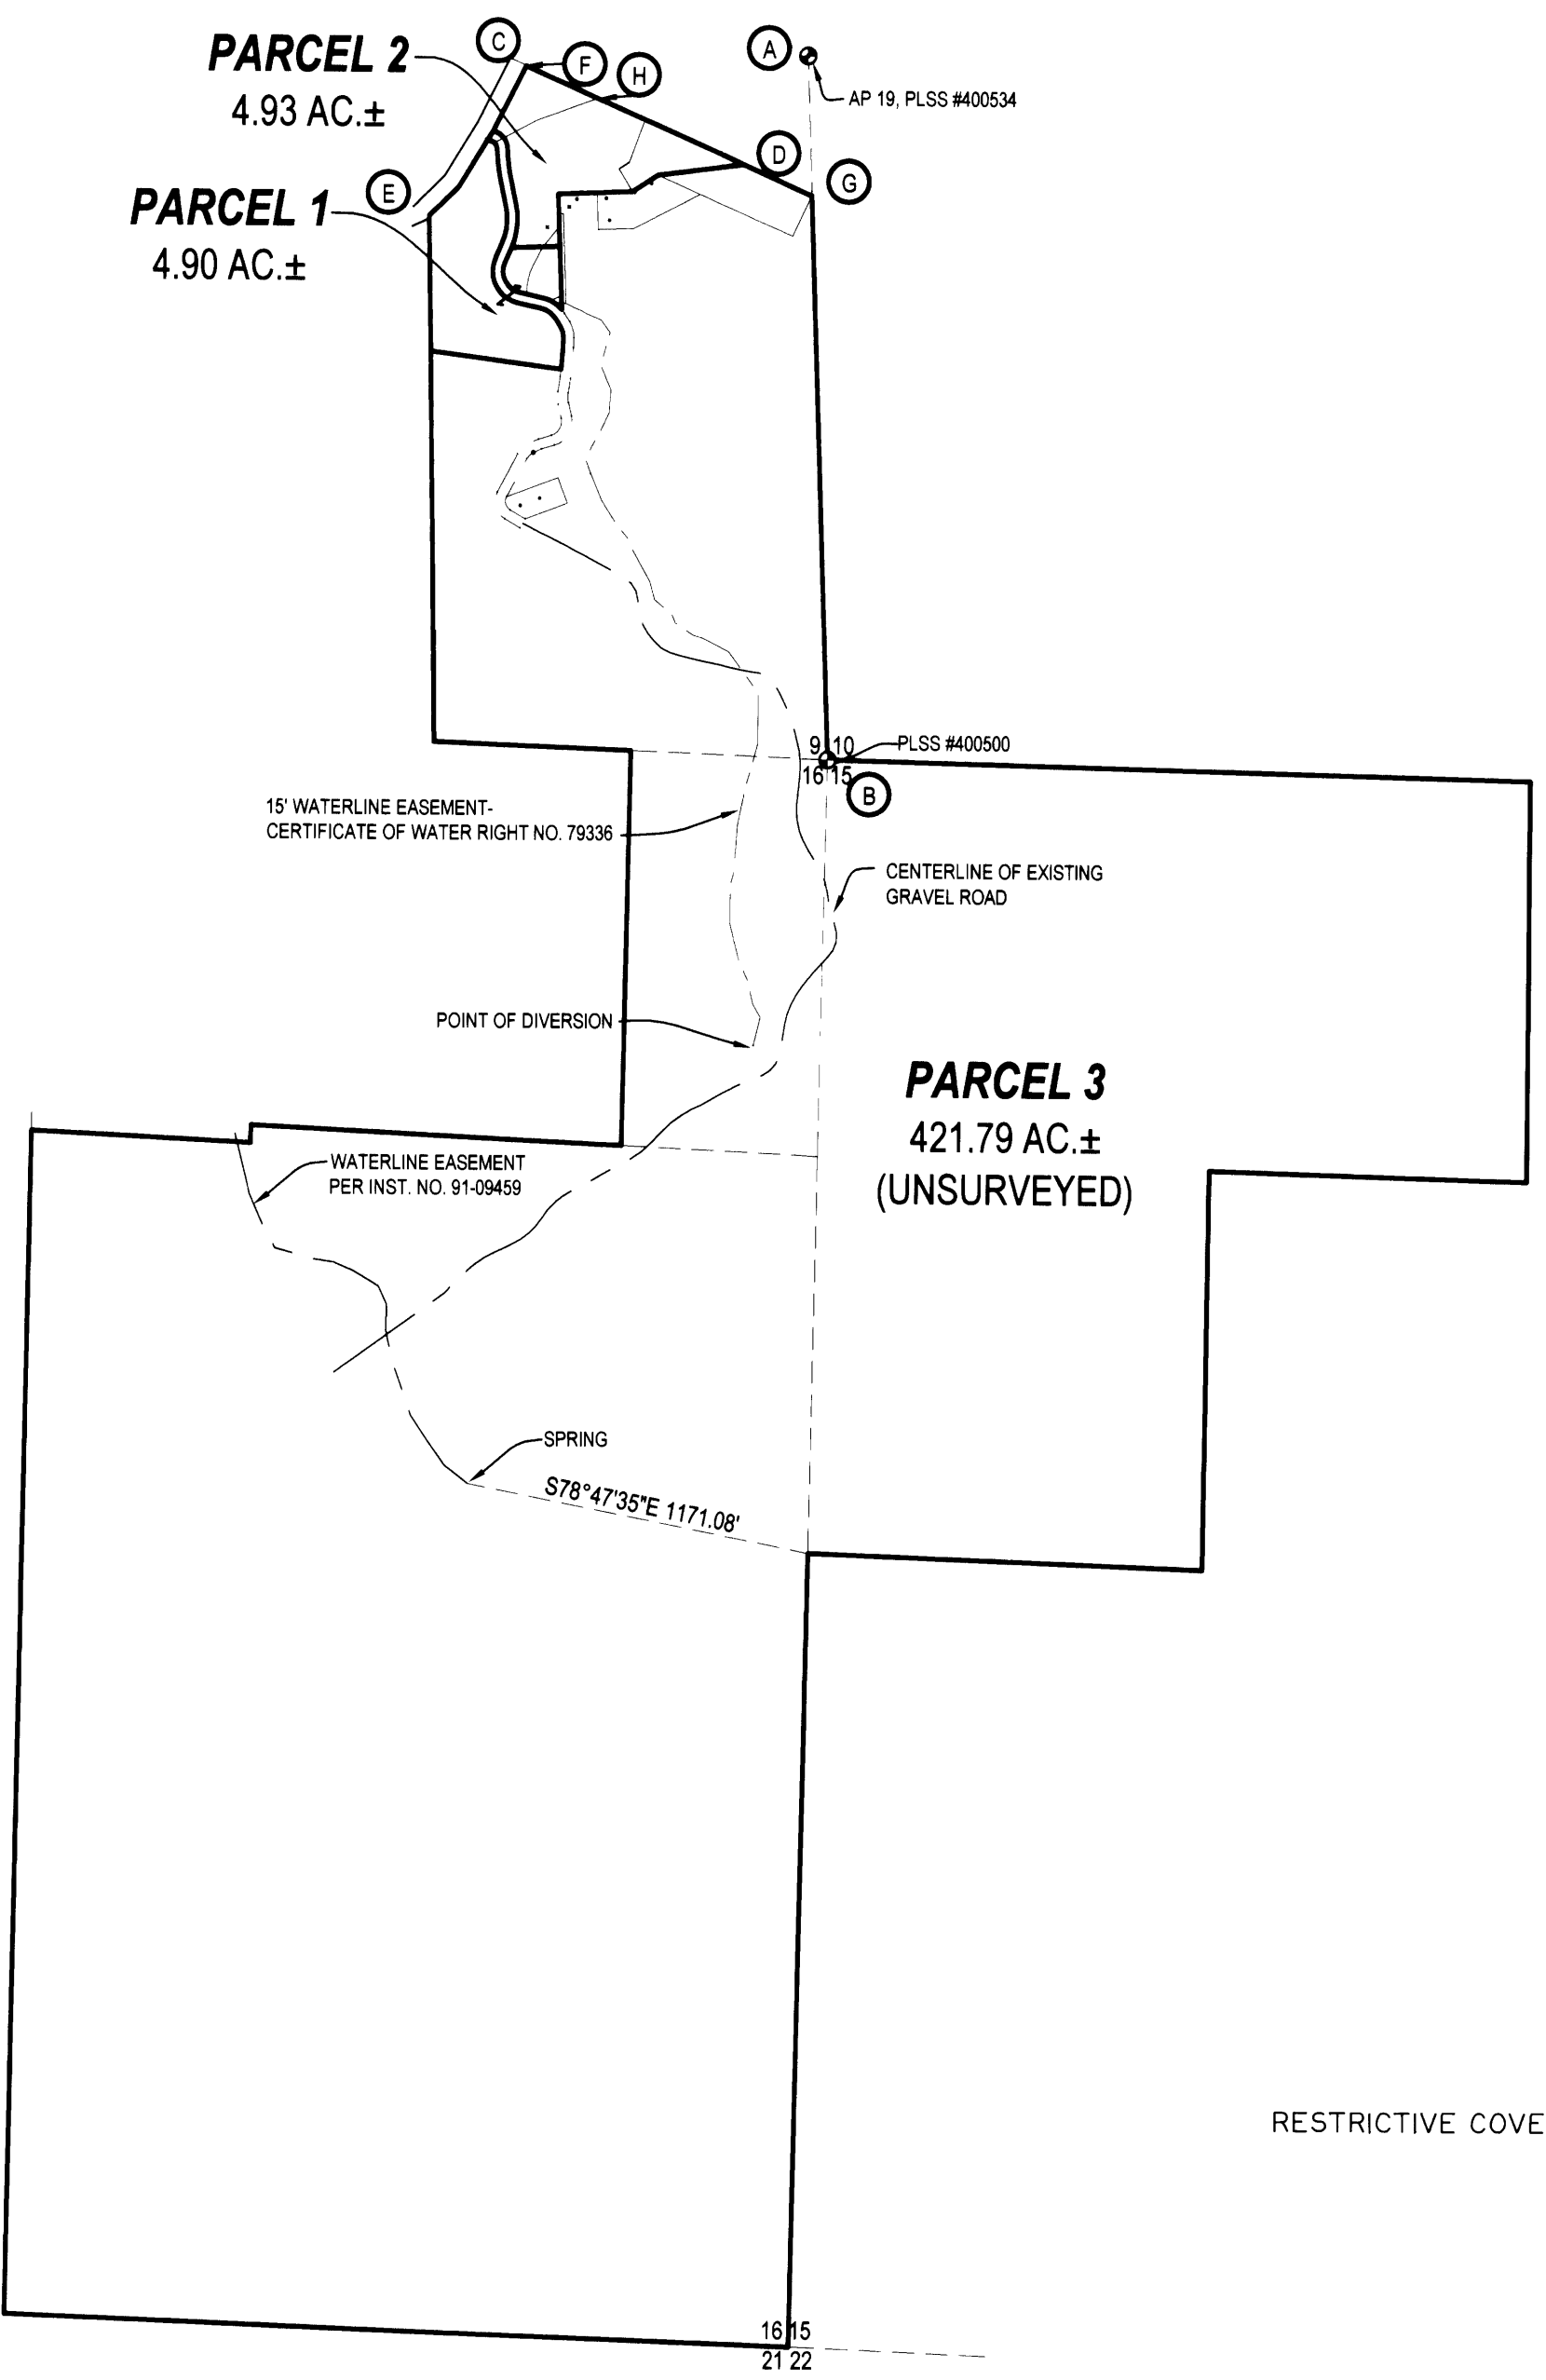 PARCEL 2
4.93 AC.±
C
F
H
A
AP 19, PLSS #400534
D
G
E
PARCEL 1
4.90 AC.±
9 10
PLSS #400500
16 15
B
15' WATERLINE EASEMENT-
CERTIFICATE OF WATER RIGHT NO. 79336
CENTERLINE OF EXISTING
GRAVEL ROAD
POINT OF DIVERSION
PARCEL 3
421.79 AC.±
(UNSURVEYED)
WATERLINE EASEMENT
PER INST. NO. 91-09459
SPRING
S78°47'35"E 1171.08'
RESTRICTIVE COVE
16 15
21 22